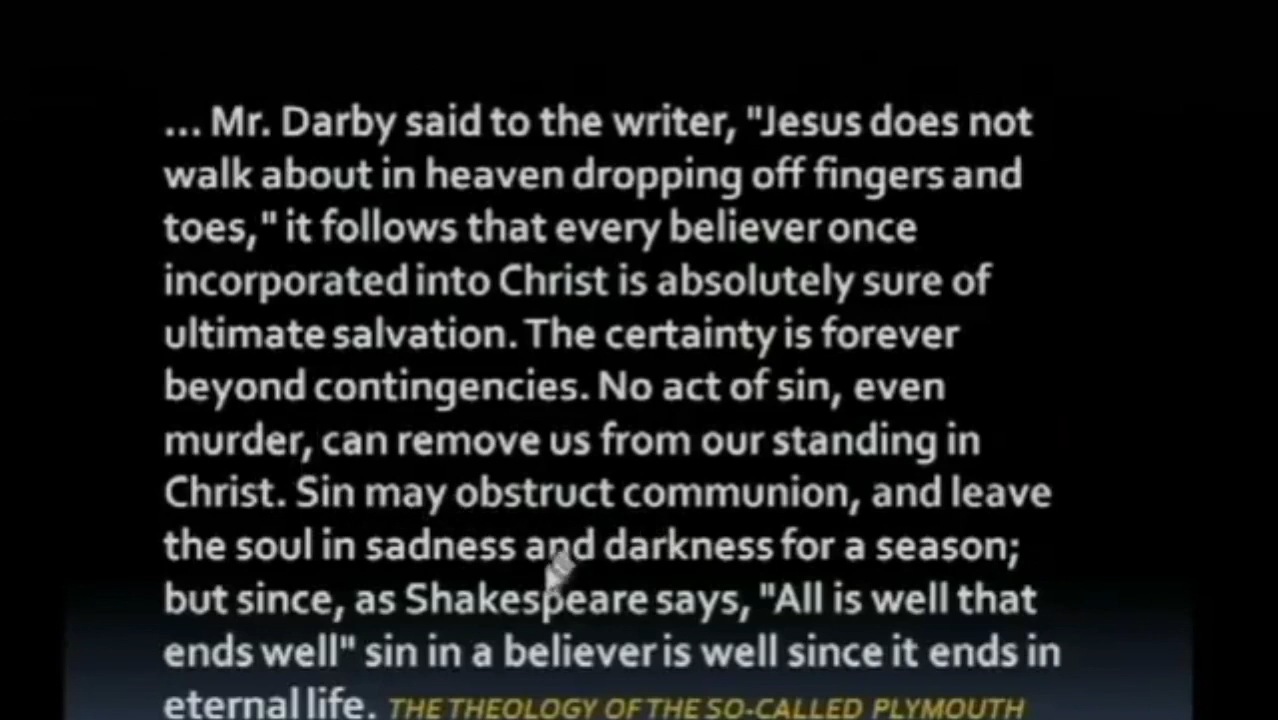 ... Mr. Darby said to the writer, "Jesus does not
walk about in heaven dropping off fingers and
toes," it follows that every believer once
incorporated into Christ is absolutely sure of
ultimate salvation. The certainty is forever
beyond contingencies. No act of sin, even
murder, can remove us from our standing in
Christ. Sin may obstruct communion, and leave
the soul in sadness and darkness for a season;
but since, as Shakespeare says, "All is well that
ends well" sin in a believer is well since it ends in
eternal life. THE THEOLOGY OF THE SO-CALLED PLYMOUTH